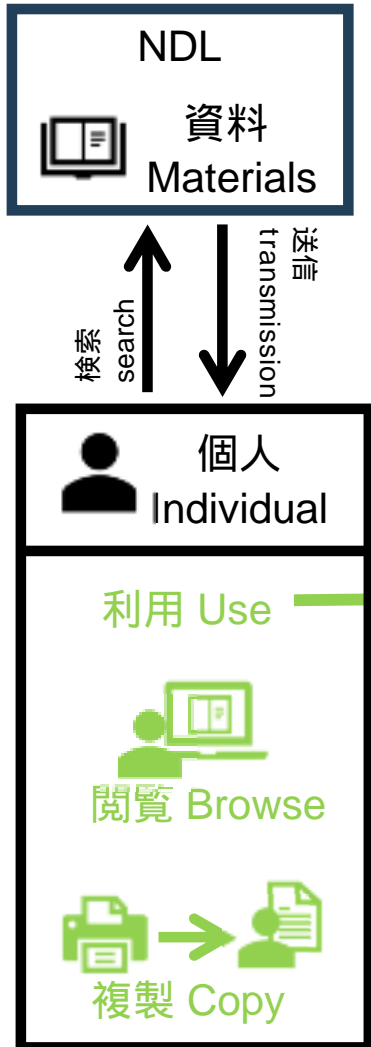 NDL
資料
Materials
検索
search
送信
transmission
個人
Individual
利用 Use
閲覧 Browse
複製 Copy